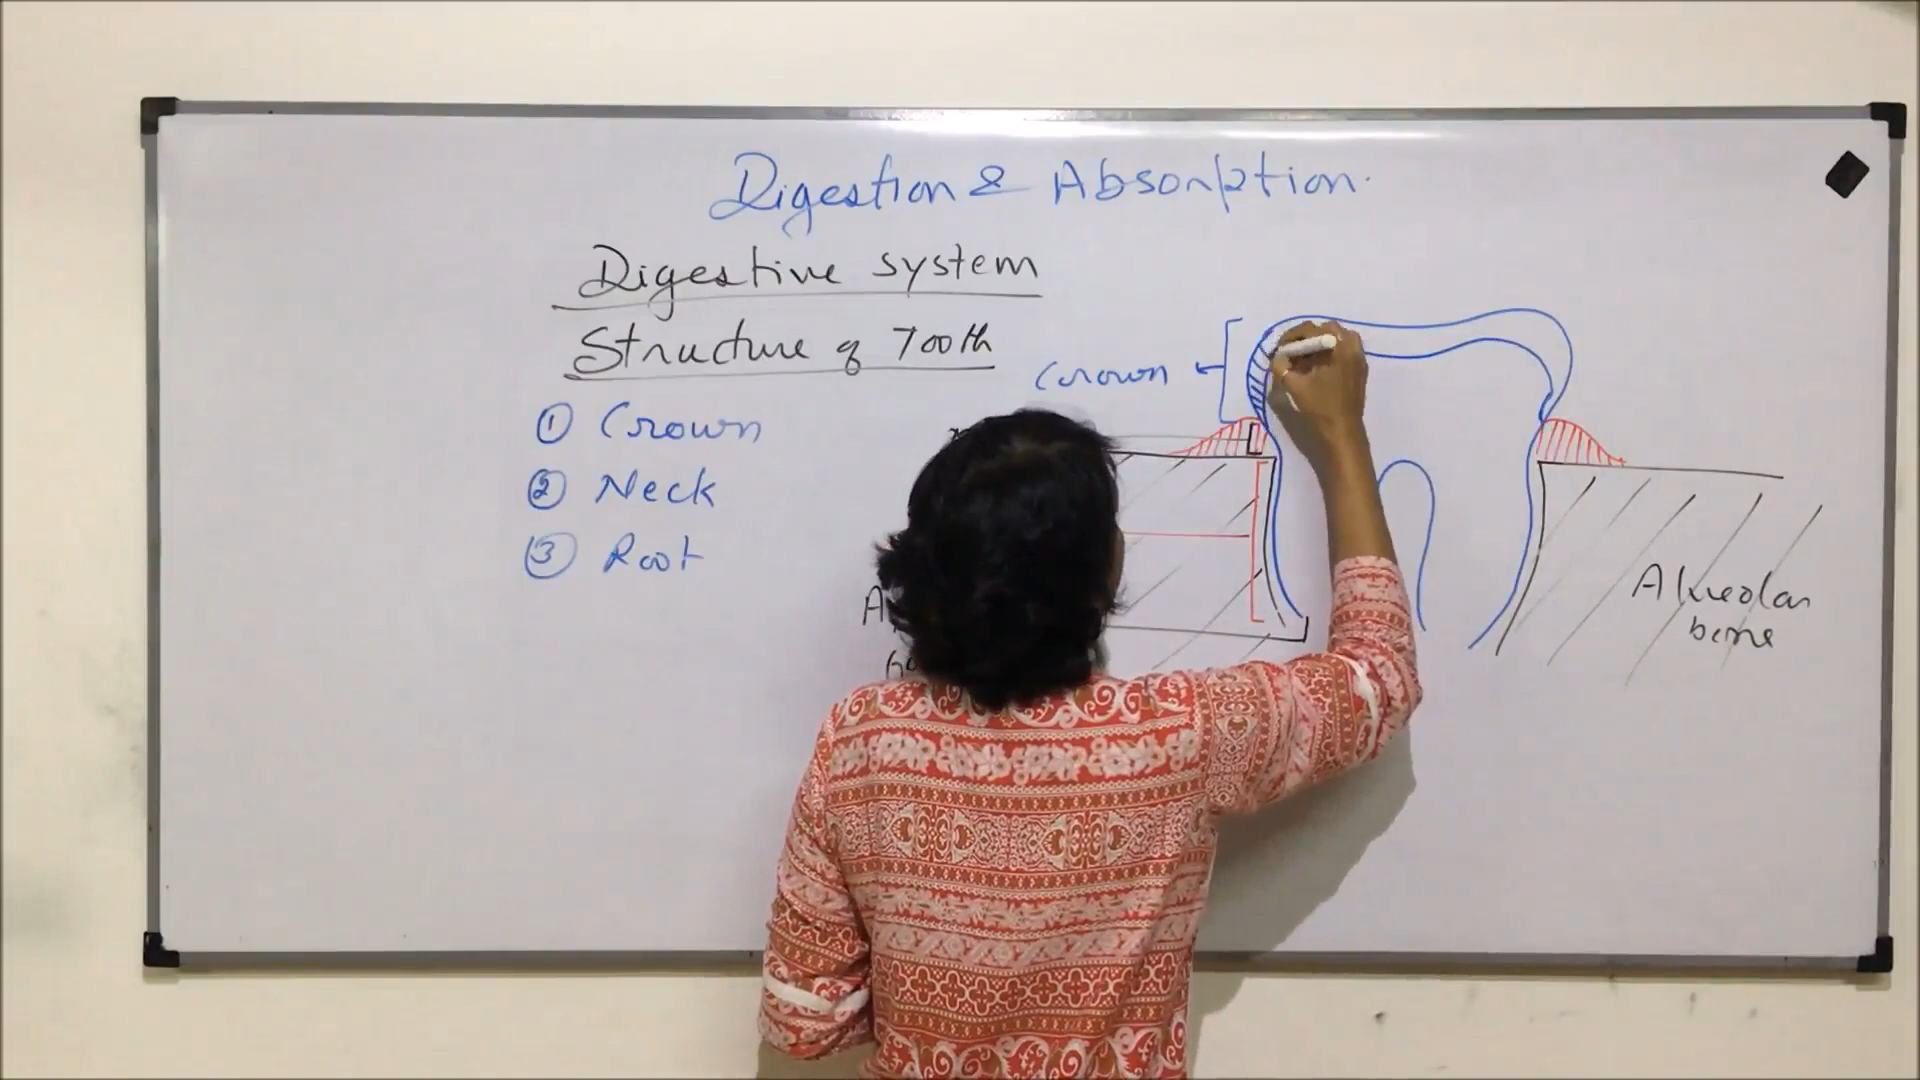 Digestion & Absorption.
Digestive system
Structure of Tooth
① Crown
② Neck
③ Root
Crown
Alveolar
bone